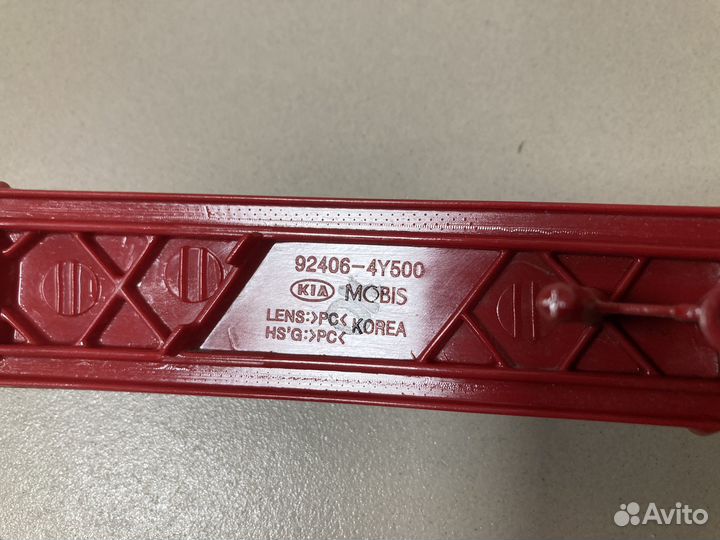 92406-4Y500
KIA MOBIS
LENS:>PC< KOREA
HS'G:>PC<
Avito